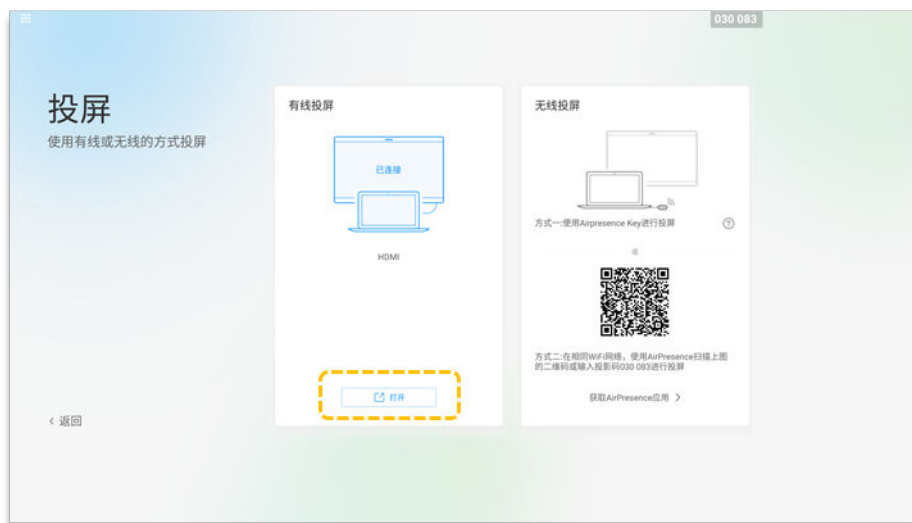 030 083
投屏
使用有线或无线的方式投屏
有线投屏
已连接
HDMI
打开
无线投屏
方式一:使用Airpresence Key进行投屏
或
方式二:在相同WiFi网络，使用AirPresence扫描上图
的二维码或输入投影码030 083进行投屏
获取AirPresence应用
返回